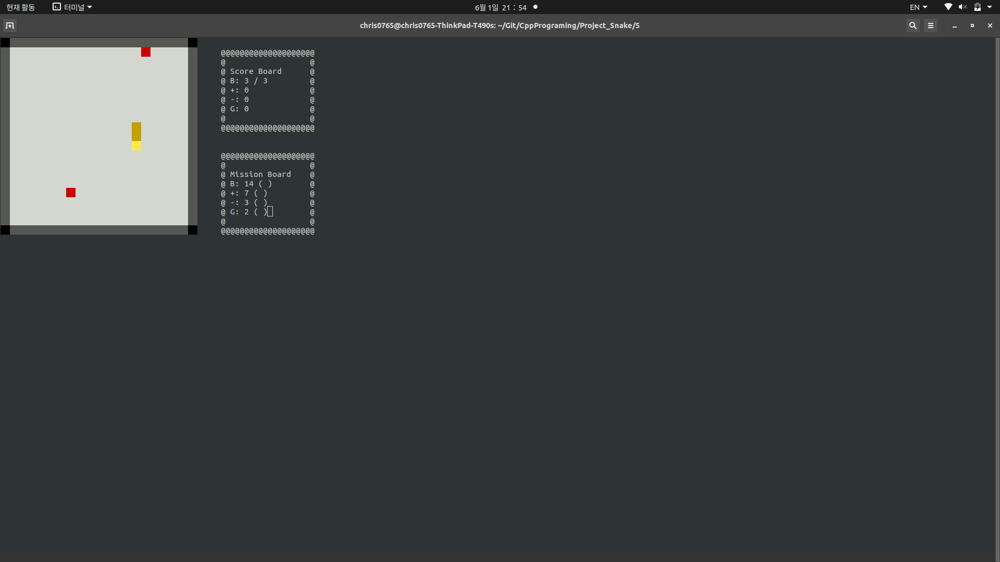 현재 활동 터미널 6월 1일 21 : 54 EN
chris0765@chris0765-ThinkPad-T490s: ~/Git/CppPrograming/Project_Snake/5
@@@@@@@@@@@@@@@@@@@@
@                  @
@ Score Board      @
@ B: 3 / 3         @
@ +: 0             @
@ -: 0             @
@ G: 0             @
@                  @
@@@@@@@@@@@@@@@@@@@@
@@@@@@@@@@@@@@@@@@@@
@                  @
@ Mission Board    @
@ B: 14 ( )        @
@ +: 7 ( )         @
@ -: 3 ( )         @
@ G: 2 ( )         @
@                  @
@@@@@@@@@@@@@@@@@@@@